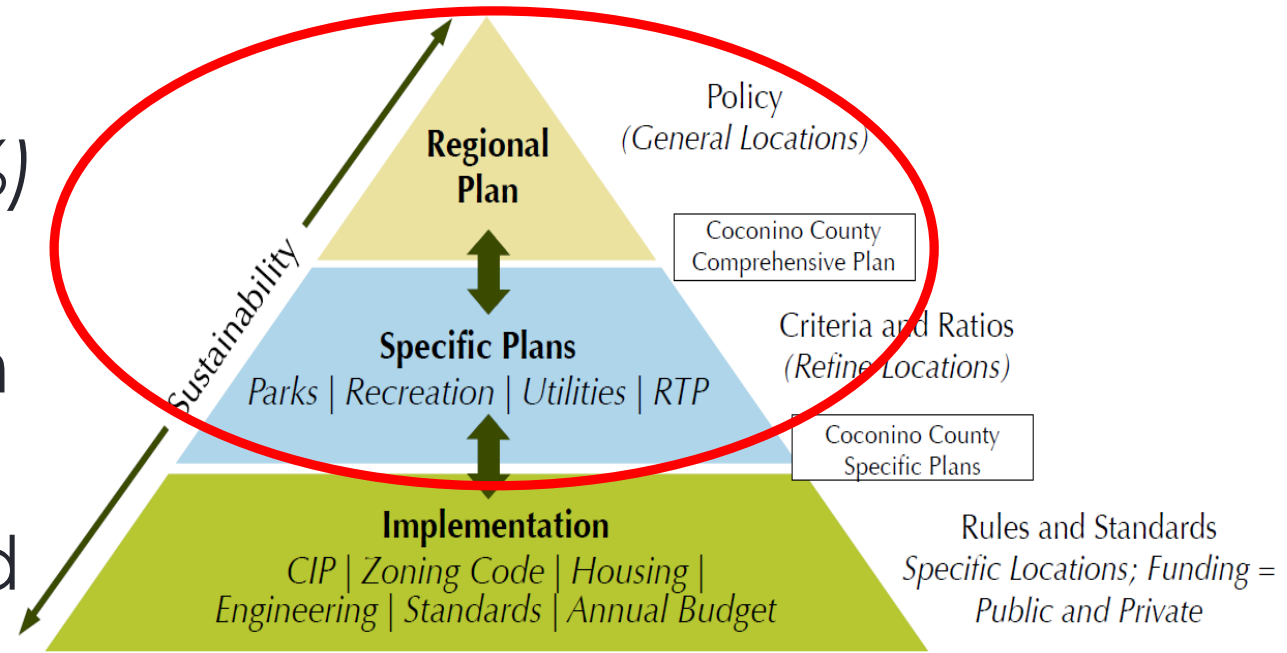 %)
n
d
Sustainability
Regional
Plan
Policy
(General Locations)
Coconino County
Comprehensive Plan
Specific Plans
Parks | Recreation | Utilities | RTP
Criteria and Ratios
(Refine Locations)
Coconino County
Specific Plans
Implementation
CIP | Zoning Code | Housing |
Engineering | Standards | Annual Budget
Rules and Standards
Specific Locations; Funding =
Public and Private